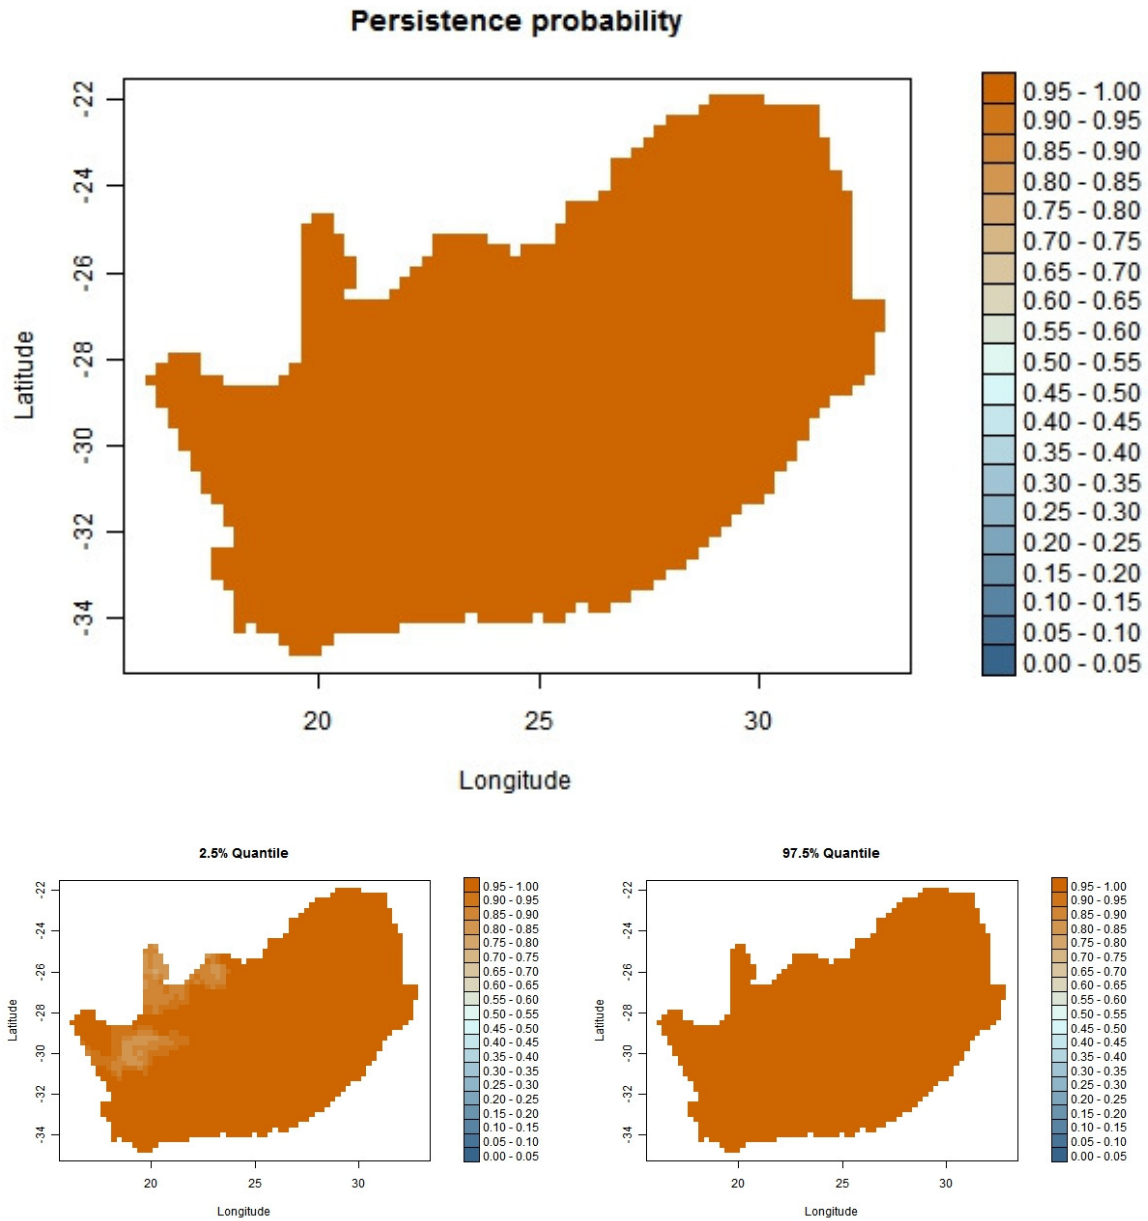 Persistence probability
-22
-24
-26
-28
-30
-32
-34
Latitude
20 25 30
Longitude
0.95 - 1.00
0.90 - 0.95
0.85 - 0.90
0.80 - 0.85
0.75 - 0.80
0.70 - 0.75
0.65 - 0.70
0.60 - 0.65
0.55 - 0.60
0.50 - 0.55
0.45 - 0.50
0.40 - 0.45
0.35 - 0.40
0.30 - 0.35
0.25 - 0.30
0.20 - 0.25
0.15 - 0.20
0.10 - 0.15
0.05 - 0.10
0.00 - 0.05
2.5% Quantile
-22
-24
-26
-28
-30
-32
-34
Latitude
20 25 30
Longitude
0.95 - 1.00
0.90 - 0.95
0.85 - 0.90
0.80 - 0.85
0.75 - 0.80
0.70 - 0.75
0.65 - 0.70
0.60 - 0.65
0.55 - 0.60
0.50 - 0.55
0.45 - 0.50
0.40 - 0.45
0.35 - 0.40
0.30 - 0.35
0.25 - 0.30
0.20 - 0.25
0.15 - 0.20
0.10 - 0.15
0.05 - 0.10
0.00 - 0.05
97.5% Quantile
-22
-24
-26
-28
-30
-32
-34
Latitude
20 25 30
Longitude
0.95 - 1.00
0.90 - 0.95
0.85 - 0.90
0.80 - 0.85
0.75 - 0.80
0.70 - 0.75
0.65 - 0.70
0.60 - 0.65
0.55 - 0.60
0.50 - 0.55
0.45 - 0.50
0.40 - 0.45
0.35 - 0.40
0.30 - 0.35
0.25 - 0.30
0.20 - 0.25
0.15 - 0.20
0.10 - 0.15
0.05 - 0.10
0.00 - 0.05